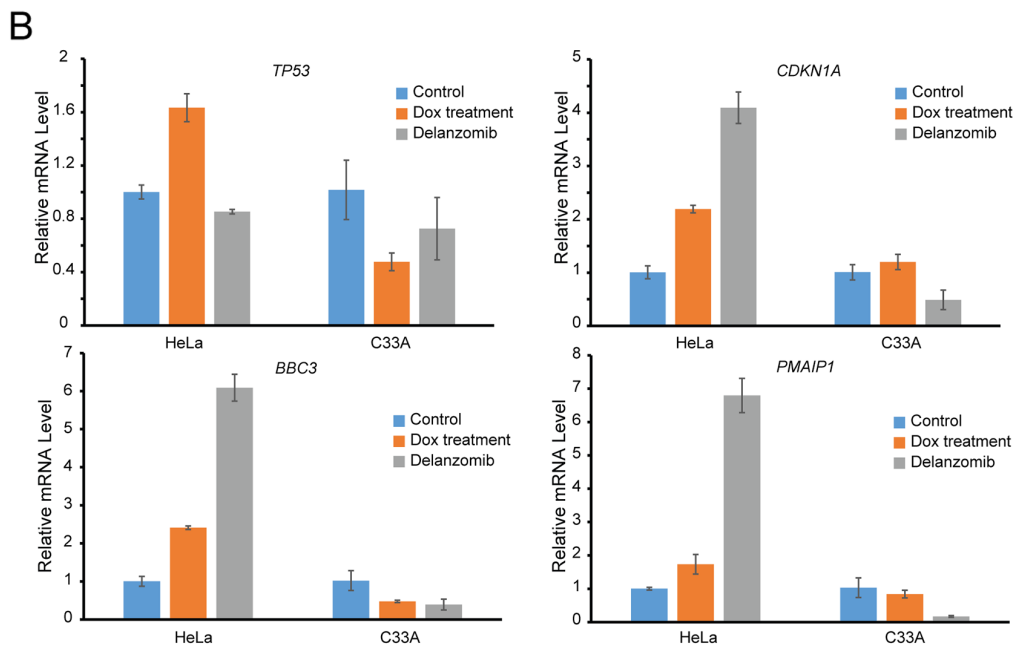 B
TP53
Relative mRNA Level
2
1.6
1.2
0.8
0.4
0
Control
Dox treatment
Delanzomib
HeLa
C33A
CDKN1A
Relative mRNA Level
5
4
3
2
1
0
Control
Dox treatment
Delanzomib
HeLa
C33A
BBC3
Relative mRNA Level
7
6
5
4
3
2
1
0
Control
Dox treatment
Delanzomib
HeLa
C33A
PMAIP1
Relative mRNA Level
8
7
6
5
4
3
2
1
0
Control
Dox treatment
Delanzomib
HeLa
C33A